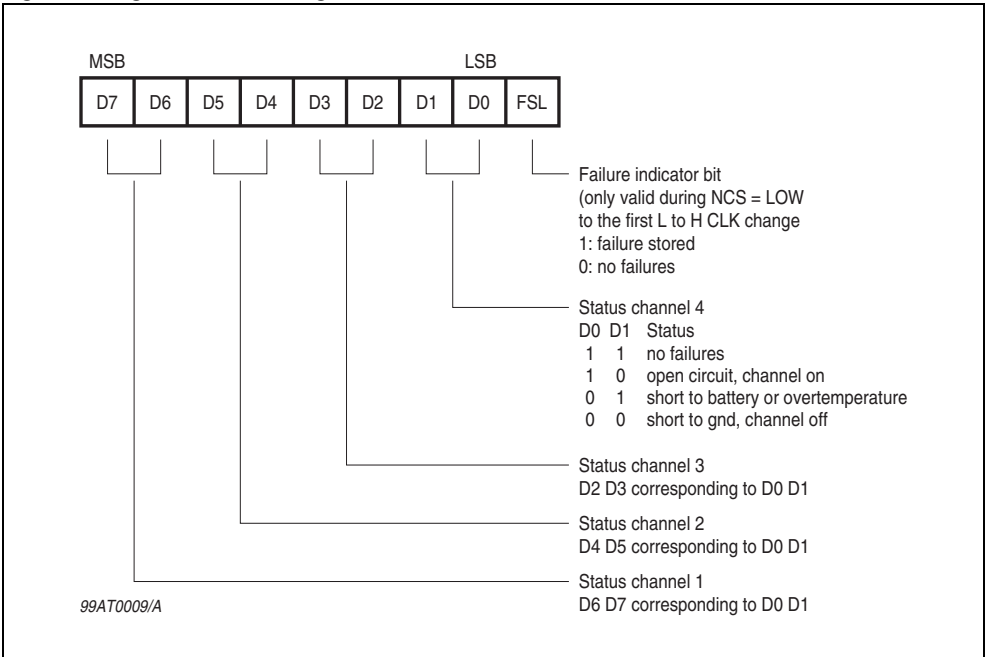 MSB LSB
D7 D6 D5 D4 D3 D2 D1 D0 FSL
Failure indicator bit
(only valid during NCS = LOW
to the first L to H CLK change
1: failure stored
0: no failures
Status channel 4
D0 D1 Status
1 1 no failures
1 0 open circuit, channel on
0 1 short to battery or overtemperature
0 0 short to gnd, channel off
Status channel 3
D2 D3 corresponding to D0 D1
Status channel 2
D4 D5 corresponding to D0 D1
Status channel 1
D6 D7 corresponding to D0 D1
99AT0009/A